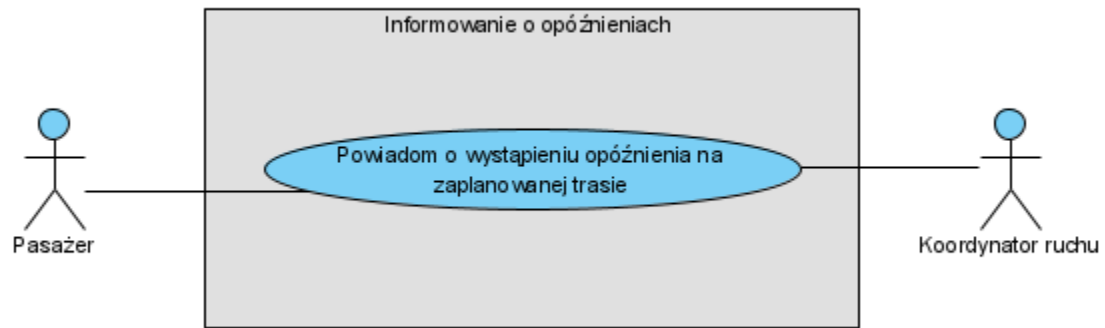 Informowanie o opóźnieniach
Powiadom o wystąpieniu opóźnienia na
zaplanowanej trasie
Pasażer
Koordynator ruchu